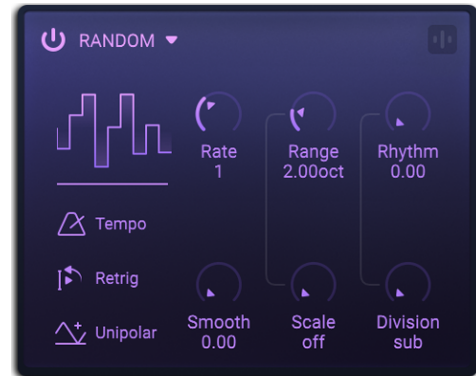 RANDOM
Rate
1
Range
2.00oct
Rhythm
0.00
Tempo
Retrig
Unipolar
Smooth
0.00
Scale
off
Division
sub